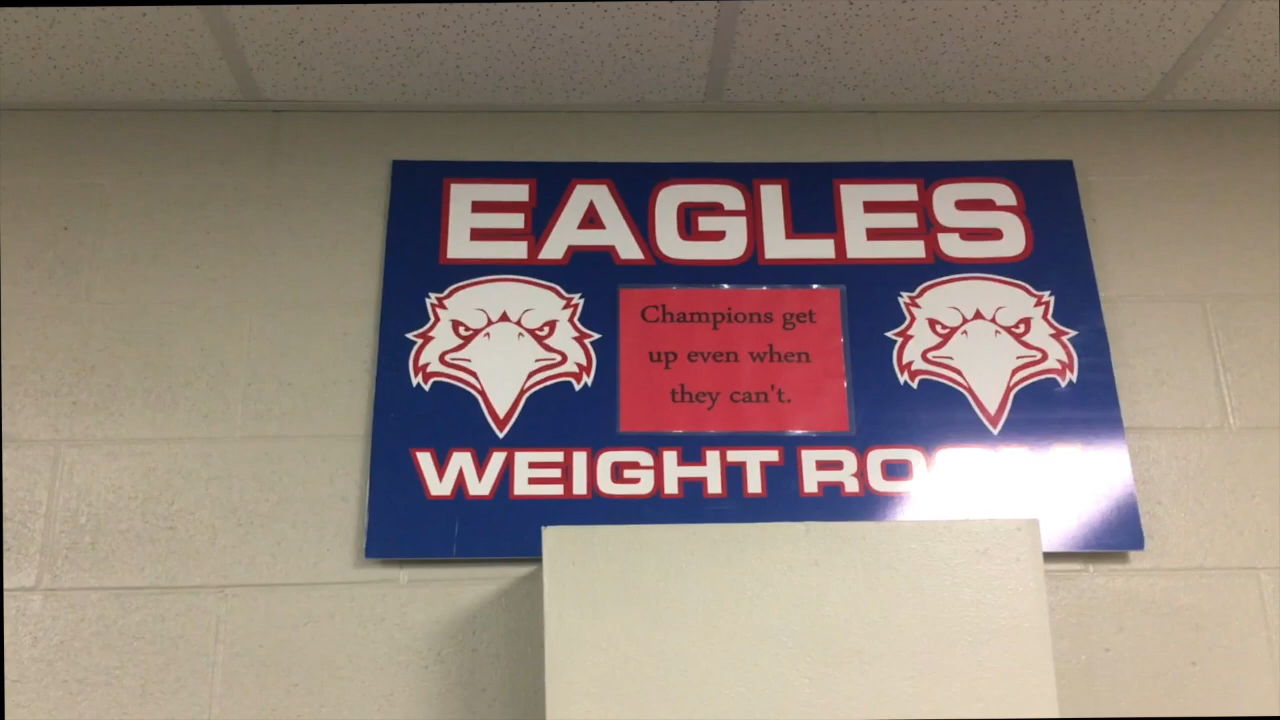 EAGLES
Champions get
up even when
they can't.
WEIGHT